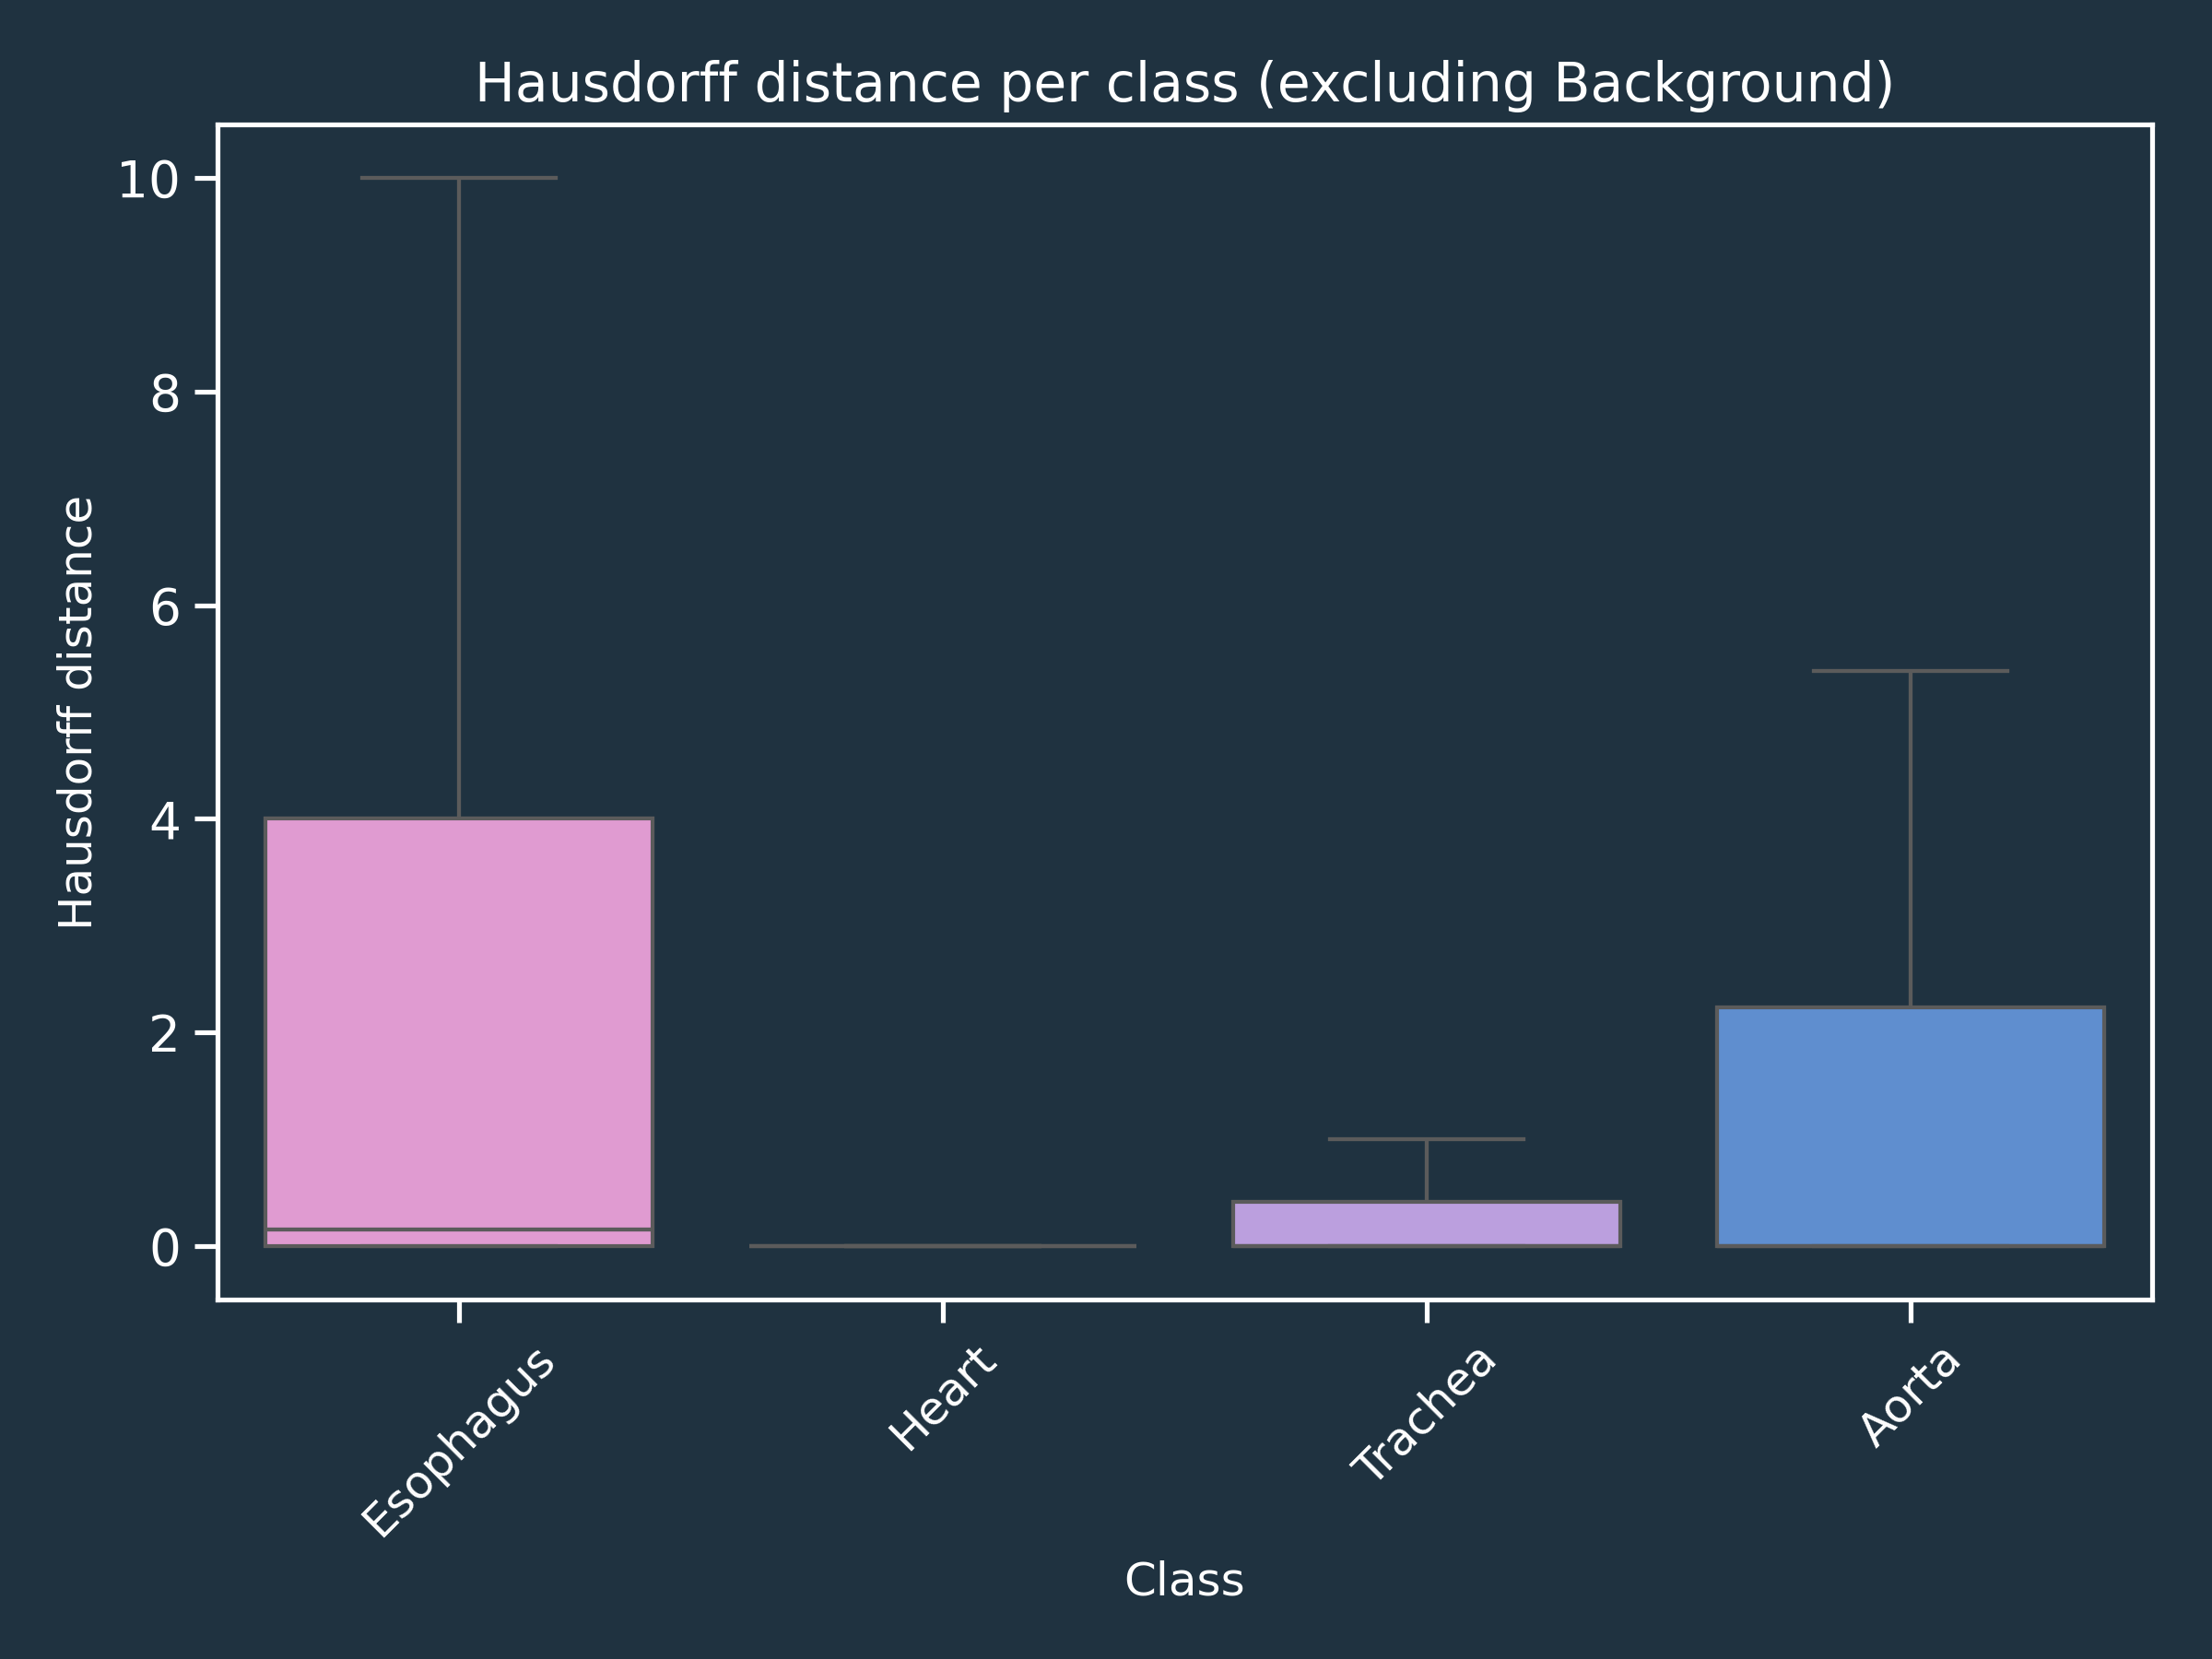 Hausdorff distance per class (excluding Background)
Hausdorff distance
10
8
6
4
2
0
Esophagus
Heart
Trachea
Aorta
Class